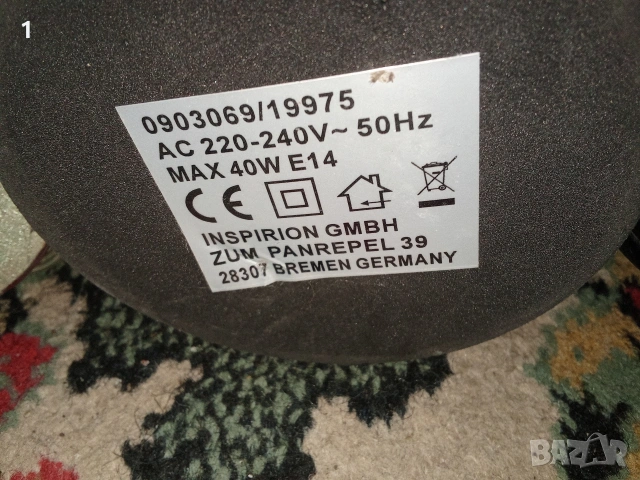 1
0903069/19975
AC 220-240V~ 50Hz
MAX 40W E14
CE
INSPIRION GMBH
ZUM PANREPEL 39
28307 BREMEN GERMANY
BAZAR